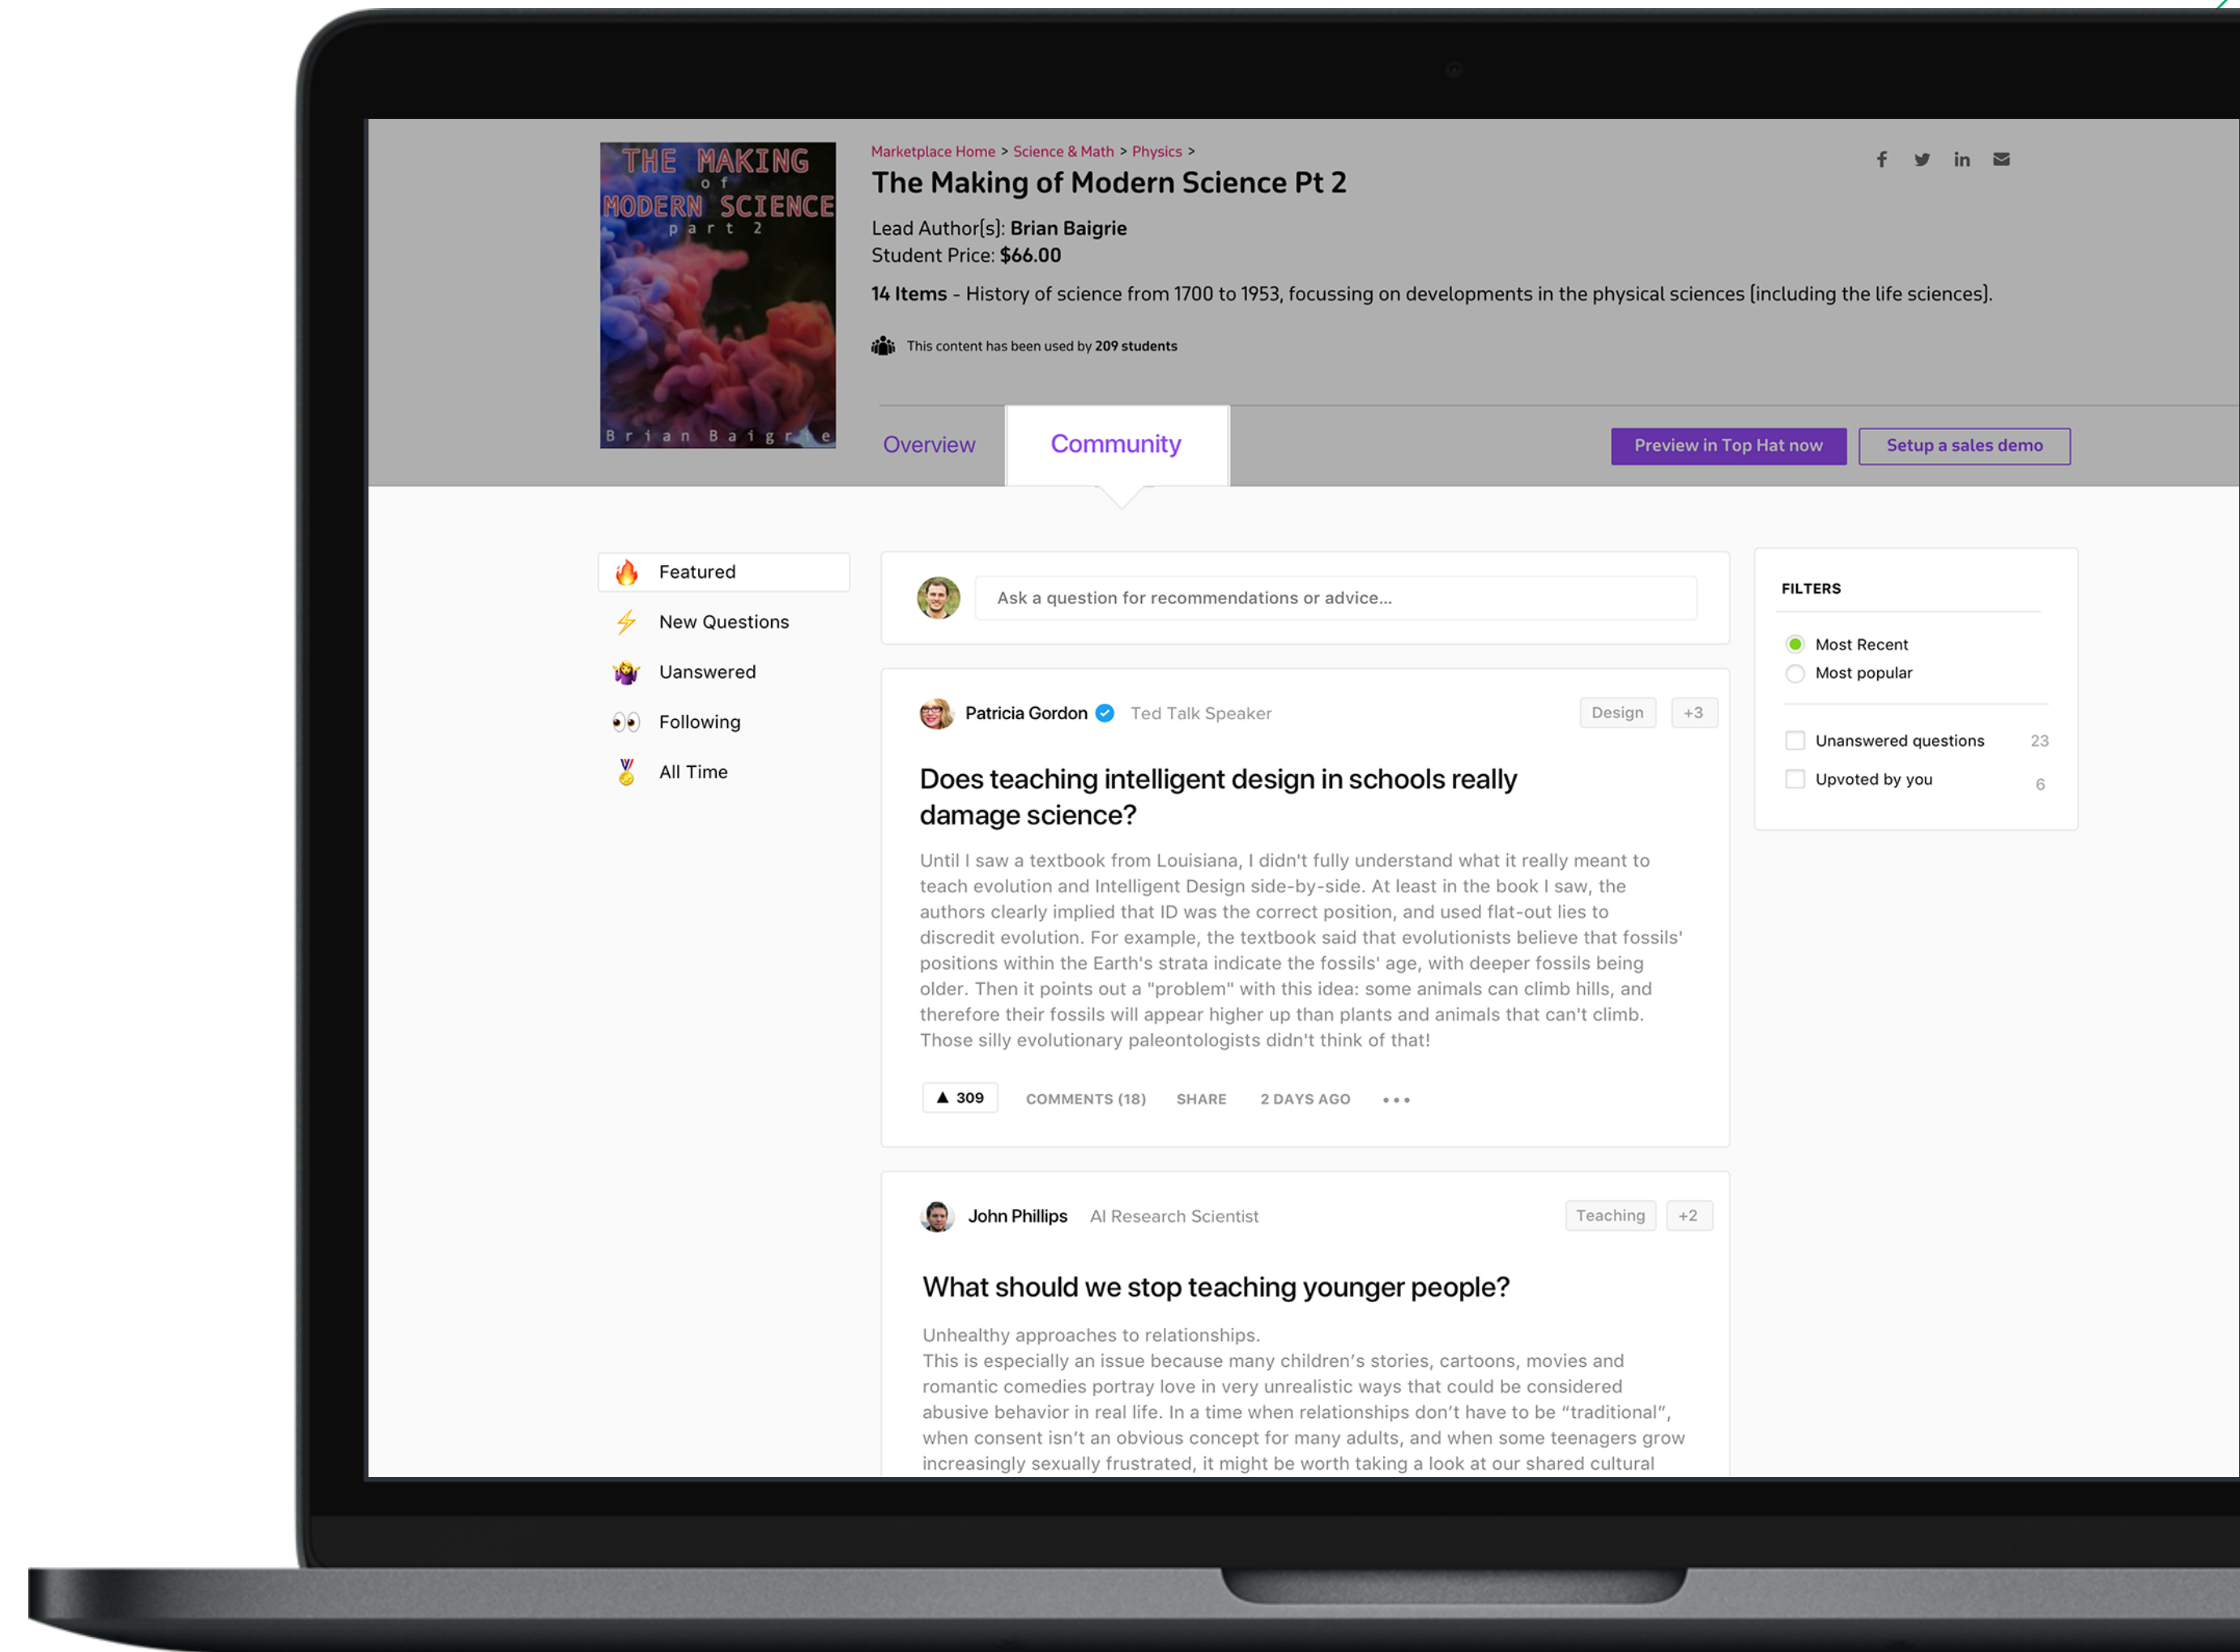 THE MAKING
of
MODERN SCIENCE
part 2
Brian Baigrie
Marketplace Home > Science & Math > Physics >
The Making of Modern Science Pt 2
Lead Author(s): Brian Baigrie
Student Price: $66.00
14 Items - History of science from 1700 to 1953, focussing on developments in the physical sciences (including the life sciences).
This content has been used by 209 students
Overview
Community
Preview in Top Hat now
Setup a sales demo
Featured
New Questions
Uanswered
Following
All Time
Ask a question for recommendations or advice...
Patricia Gordon Ted Talk Speaker
Design +3
Does teaching intelligent design in schools really
damage science?
Until I saw a textbook from Louisiana, I didn't fully understand what it really meant to
teach evolution and Intelligent Design side-by-side. At least in the book I saw, the
authors clearly implied that ID was the correct position, and used flat-out lies to
discredit evolution. For example, the textbook said that evolutionists believe that fossils'
positions within the Earth's strata indicate the fossils' age, with deeper fossils being
older. Then it points out a "problem" with this idea: some animals can climb hills, and
therefore their fossils will appear higher up than plants and animals that can't climb.
Those silly evolutionary paleontologists didn't think of that!
309 COMMENTS (18) SHARE 2 DAYS AGO
John Phillips AI Research Scientist
Teaching +2
What should we stop teaching younger people?
Unhealthy approaches to relationships.
This is especially an issue because many children’s stories, cartoons, movies and
romantic comedies portray love in very unrealistic ways that could be considered
abusive behavior in real life. In a time when relationships don’t have to be “traditional”,
when consent isn’t an obvious concept for many adults, and when some teenagers grow
increasingly sexually frustrated, it might be worth taking a look at our shared cultural
FILTERS
Most Recent
Most popular
Unanswered questions 23
Upvoted by you 6